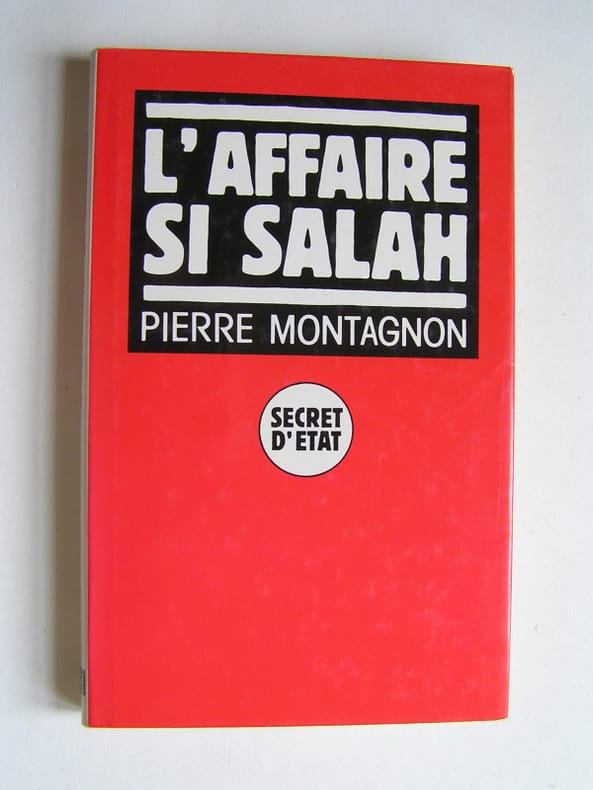 L'AFFAIRE
SI SALAH
PIERRE MONTAGNON
SECRET
D'ETAT